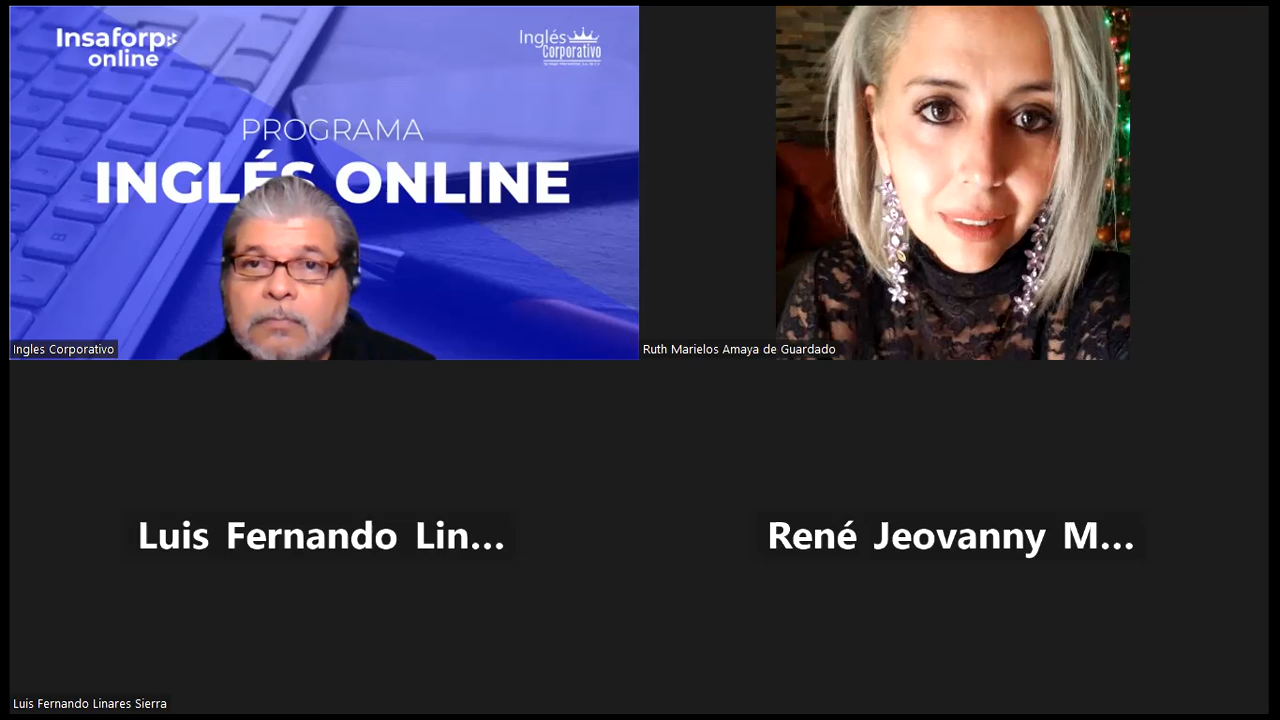 Insaforp
online
Inglés
Corporativo
PROGRAMA
INGLÉS ONLINE
Ingles Corporativo
Ruth Marielos Amaya de Guardado
Luis Fernando Lin...
René Jeovanny M...
Luis Fernando Linares Sierra